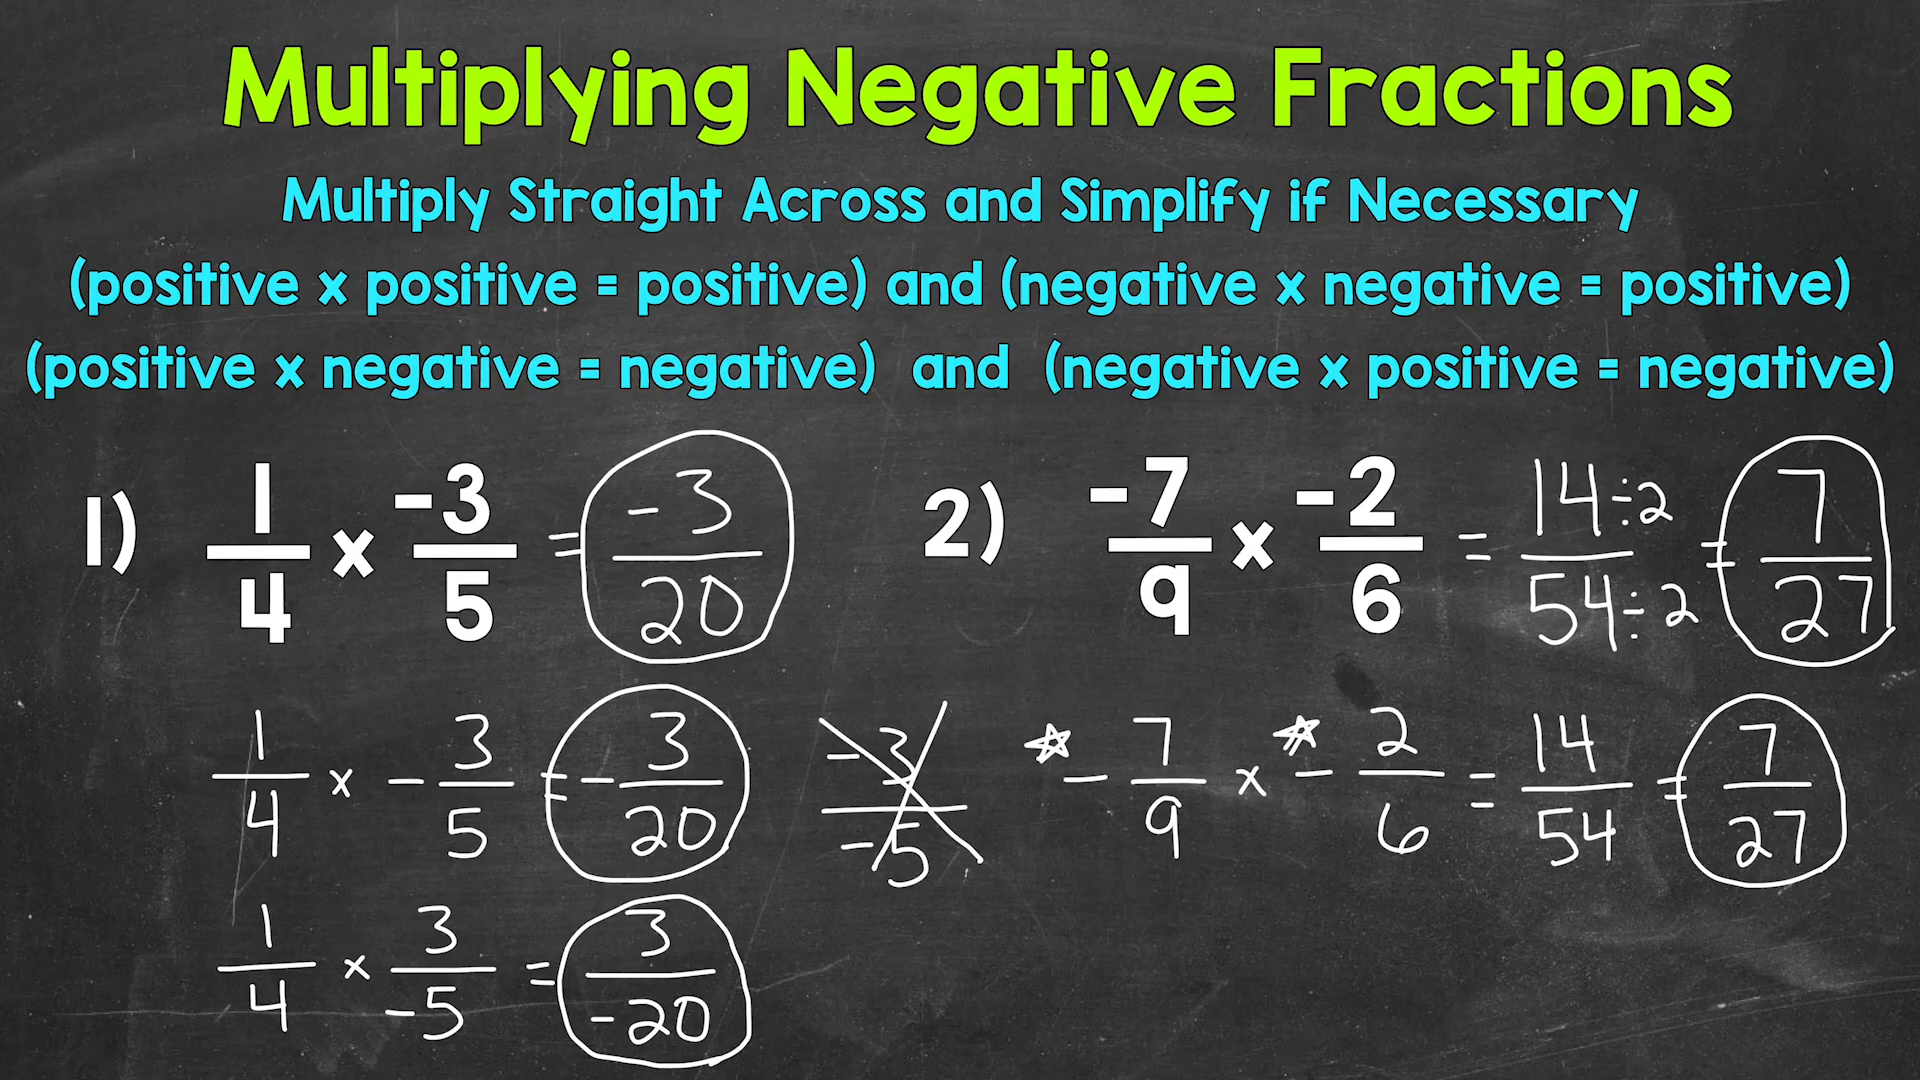 Multiplying Negative Fractions
Multiply Straight Across and Simplify if Necessary
(positive x positive = positive) and (negative x negative = positive)
(positive x negative = negative) and (negative x positive = negative)
1) 1/4 x -3/5 = -3/20
2) -7/9 x -2/6 = 14÷2/54÷2 = 7/27
1/4 x - 3/5 = - 3/20
-3/-5
☆ - 7/9 x ☆ - 2/6 = 14/54 = 7/27
1/4 x 3/-5 = 3/-20